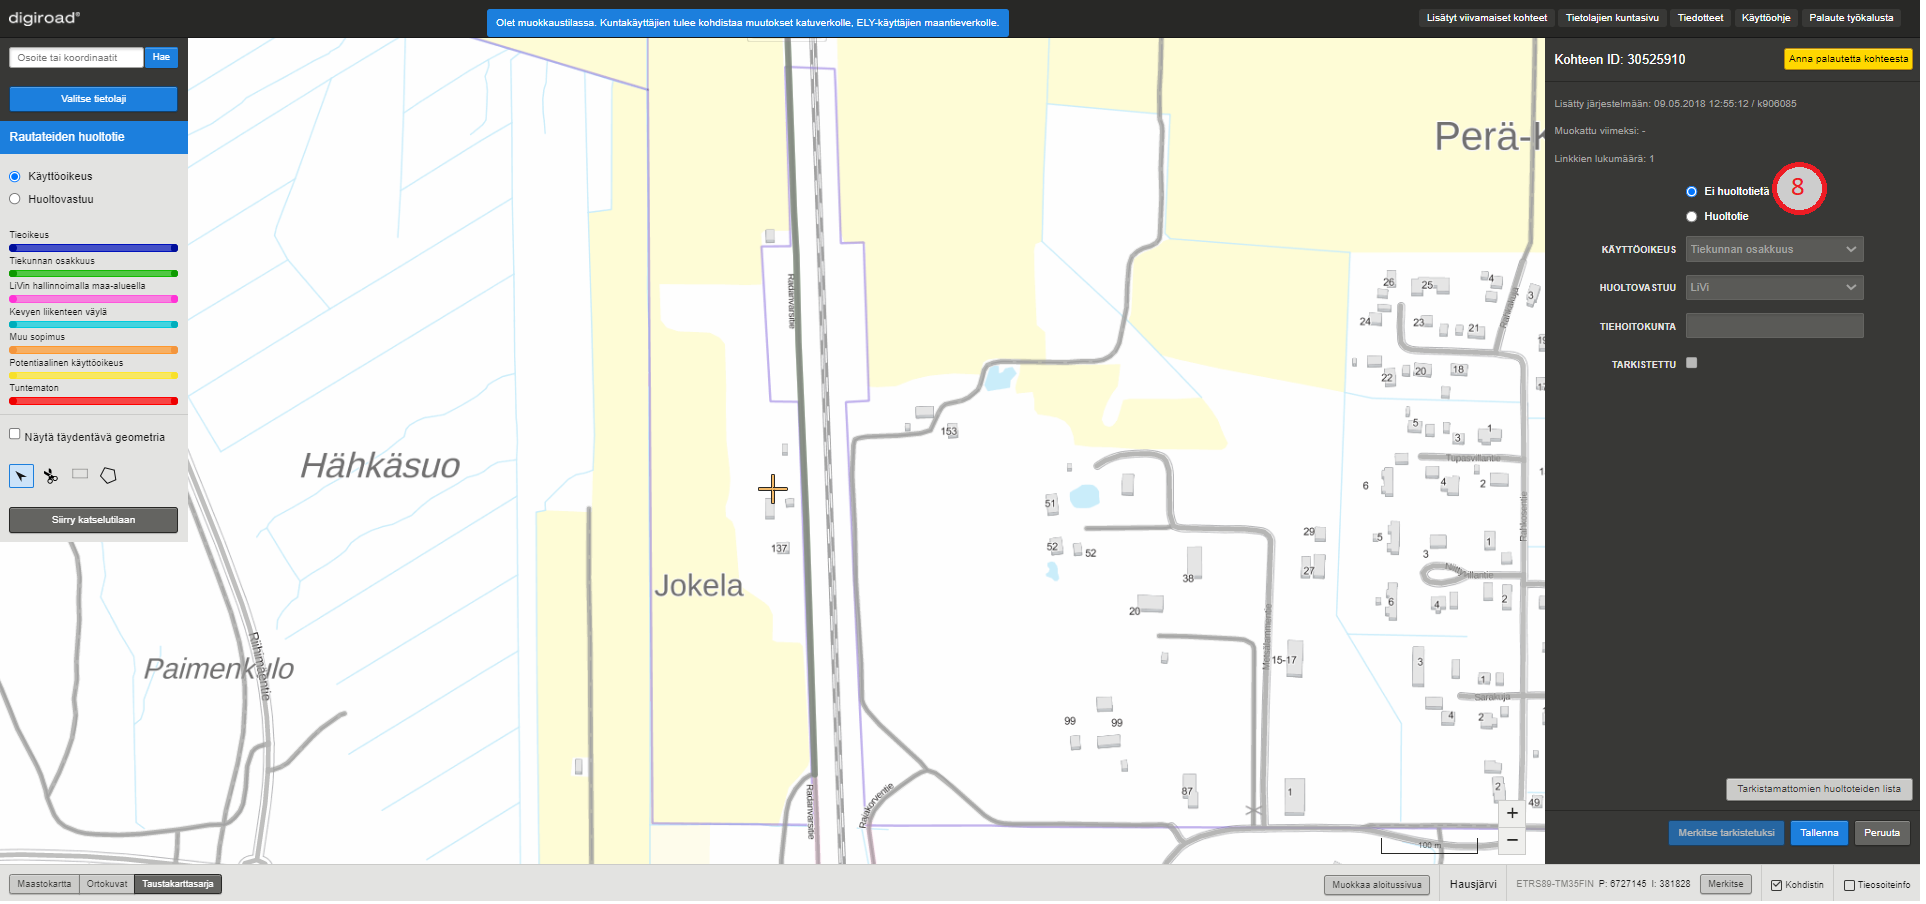 digiroad®
Olet muokkaustilassa. Kuntakäyttäjien tulee kohdistaa muutokset katuverkolle, ELY-käyttäjien maantieverkolle.
Lisätyt viivamaiset kohteet
Tietolajien kuntasivu
Tiedotteet
Käyttöohje
Palaute työkalusta
Osoite tai koordinaatit
Hae
Valitse tietolaji
Rautateiden huoltotie
Käyttöoikeus
Huoltovastuu
Tieoikeus
Tiekunnan osakkuus
LiVin hallinnoimalla maa-alueella
Kevyen liikenteen väylä
Muu sopimus
Potentiaalinen käyttöoikeus
Tuntematon
Näytä täydentävä geometria
Siirry katselutilaan
Perä-K
Hähkäsuo
Jokela
Paimenkulo
Riihimäentie
Radanvarsitie
Radanvarsitie
Ratakorventie
Metsälammentie
Rahkasentie
Rahkakuja
Tupasvillantie
Sarakuja
26
25
4
3
24
23
21
22
20
18
153
5
3
1
6
4
2
51
52
52
137
29
27
5
3
1
38
20
6
4
2
15-17
3
1
4
2
99
99
87
1
2
49
100 m
+
−
Kohteen ID: 30525910
Anna palautetta kohteesta
Lisätty järjestelmään: 09.05.2018 12:55:12 / k906085
Muokattu viimeksi: -
Linkkien lukumäärä: 1
Ei huoltotietä
8
Huoltotie
KÄYTTÖOIKEUS
Tiekunnan osakkuus
HUOLTOVASTUU
LiVi
TIEHOITOKUNTA
TARKISTETTU
Tarkistamattomien huoltoteiden lista
Merkitse tarkistetuksi
Tallenna
Peruuta
Maastokartta
Ortokuvat
Taustakarttasarja
Muokkaa aloitussivua
Hausjärvi
ETRS89-TM35FIN P: 6727145 I: 381828
Merkitse
Kohdistin
Tieosoiteinfo